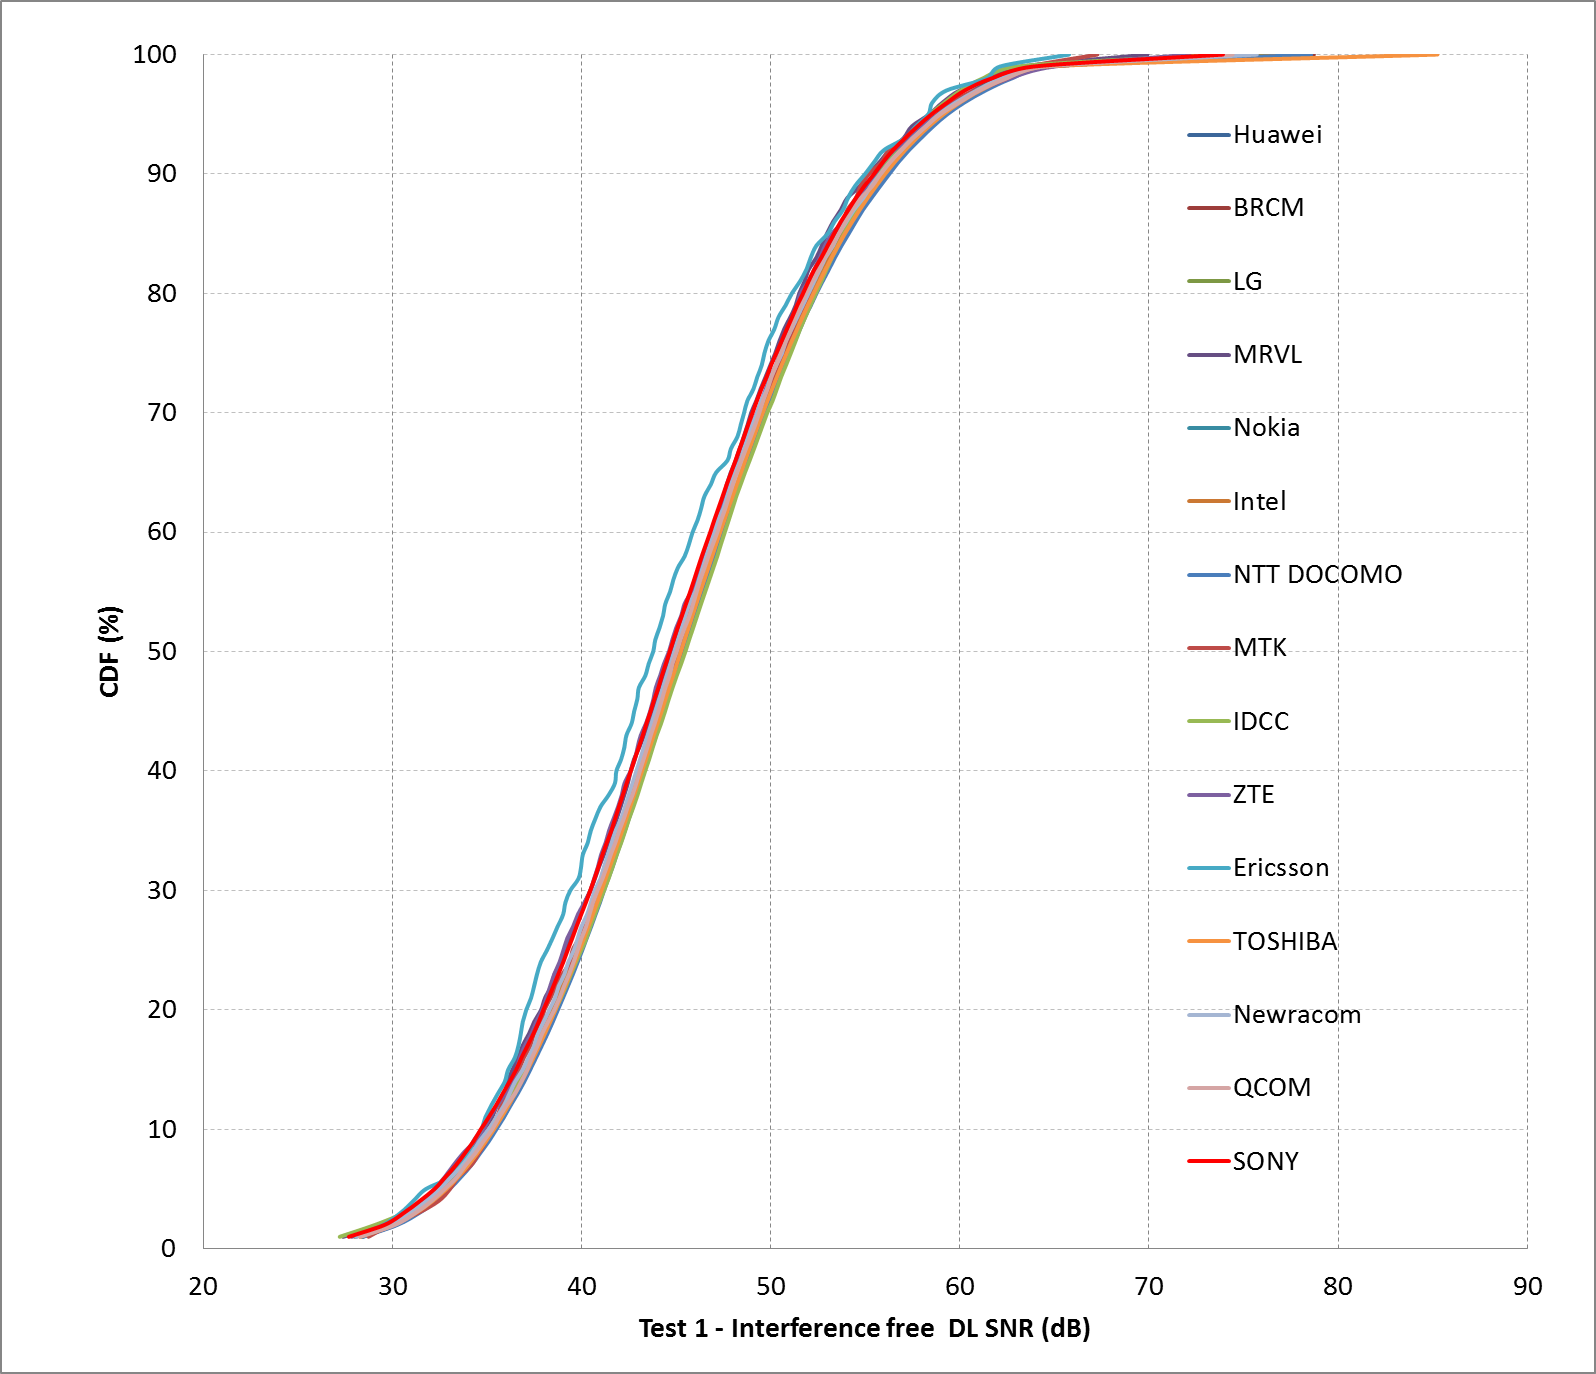 100
90
80
70
60
50
40
30
20
10
0
CDF (%)
20 30 40 50 60 70 80 90
Test 1 - Interference free  DL SNR (dB)
Huawei
BRCM
LG
MRVL
Nokia
Intel
NTT DOCOMO
MTK
IDCC
ZTE
Ericsson
TOSHIBA
Newracom
QCOM
SONY